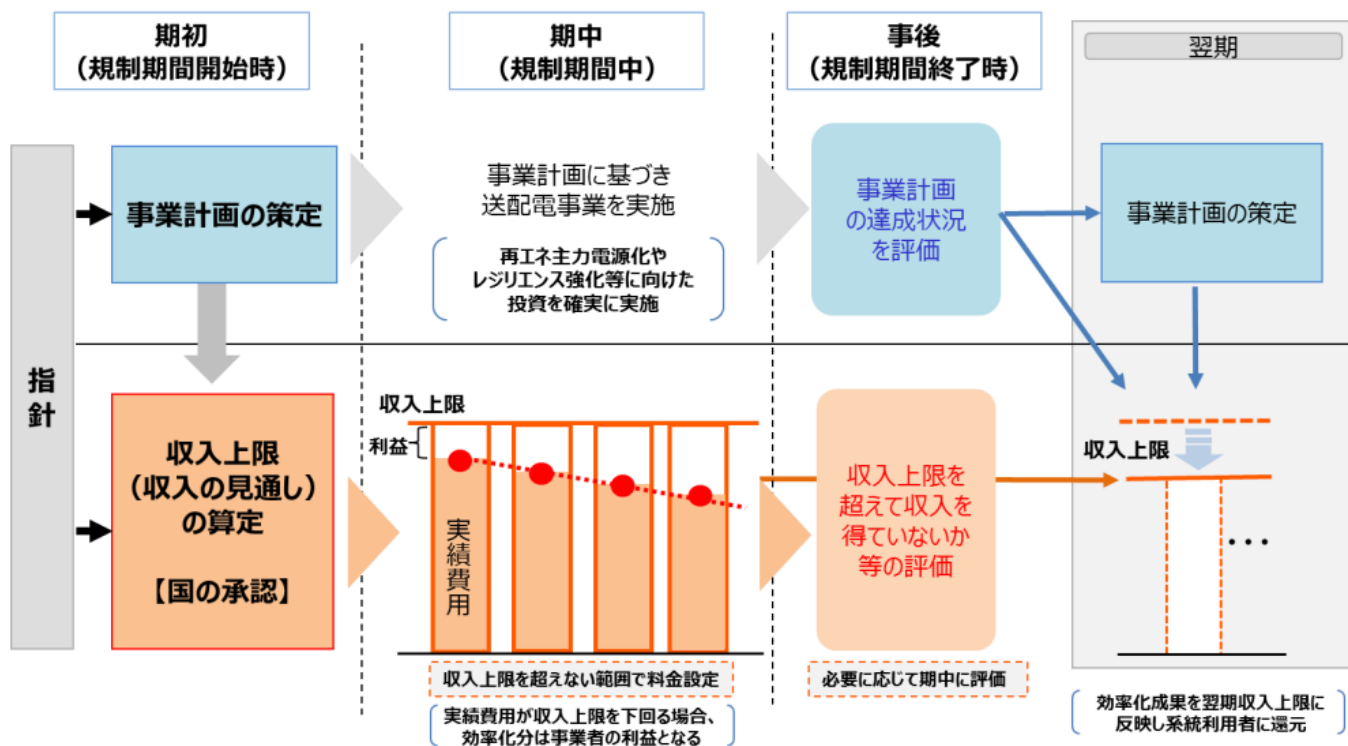 期初
（規制期間開始時）
期中
（規制期間中）
事後
（規制期間終了時）
翌期
指針
事業計画の策定
事業計画に基づき
送配電事業を実施
再エネ主力電源化や
レジリエンス強化等に向けた
投資を確実に実施
事業計画
の達成状況
を評価
事業計画の策定
収入上限
（収入の見通し）
の算定
【国の承認】
収入上限
利益
実績費用
収入上限を超えない範囲で料金設定
実績費用が収入上限を下回る場合、
効率化分は事業者の利益となる
収入上限を
超えて収入を
得ていないか
等の評価
必要に応じて期中に評価
収入上限
…
効率化成果を翌期収入上限に
反映し系統利用者に還元